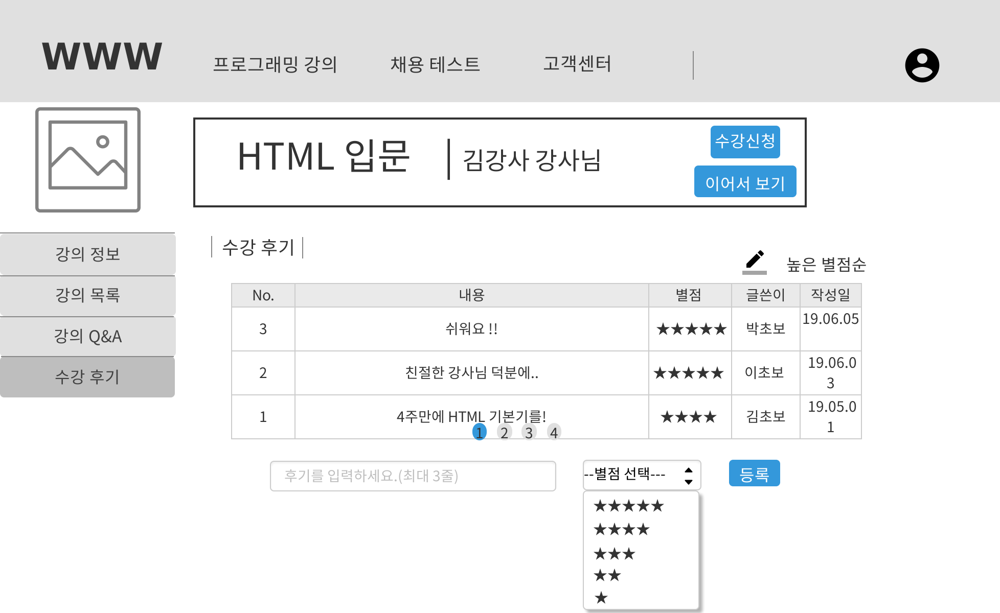 www
프로그래밍 강의 채용 테스트 고객센터
HTML 입문 김강사 강사님
수강신청
이어서 보기
강의 정보
강의 목록
강의 Q&A
수강 후기
수강 후기
높은 별점순
No. 내용 별점 글쓴이 작성일
3 쉬워요 !! ★★★★★ 박초보 19.06.05
2 친절한 강사님 덕분에.. ★★★★★ 이초보 19.06.0
3
1 4주만에 HTML 기본기를! ★★★★ 김초보 19.05.0
1
1 2 3 4
후기를 입력하세요.(최대 3줄) --별점 선택--- 등록
★★★★★
★★★★
★★★
★★
★